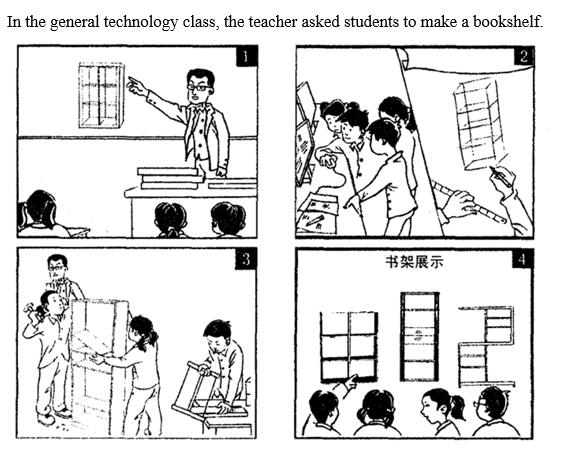 In the general technology class, the teacher asked students to make a bookshelf.
1
2
3
书架展示
4